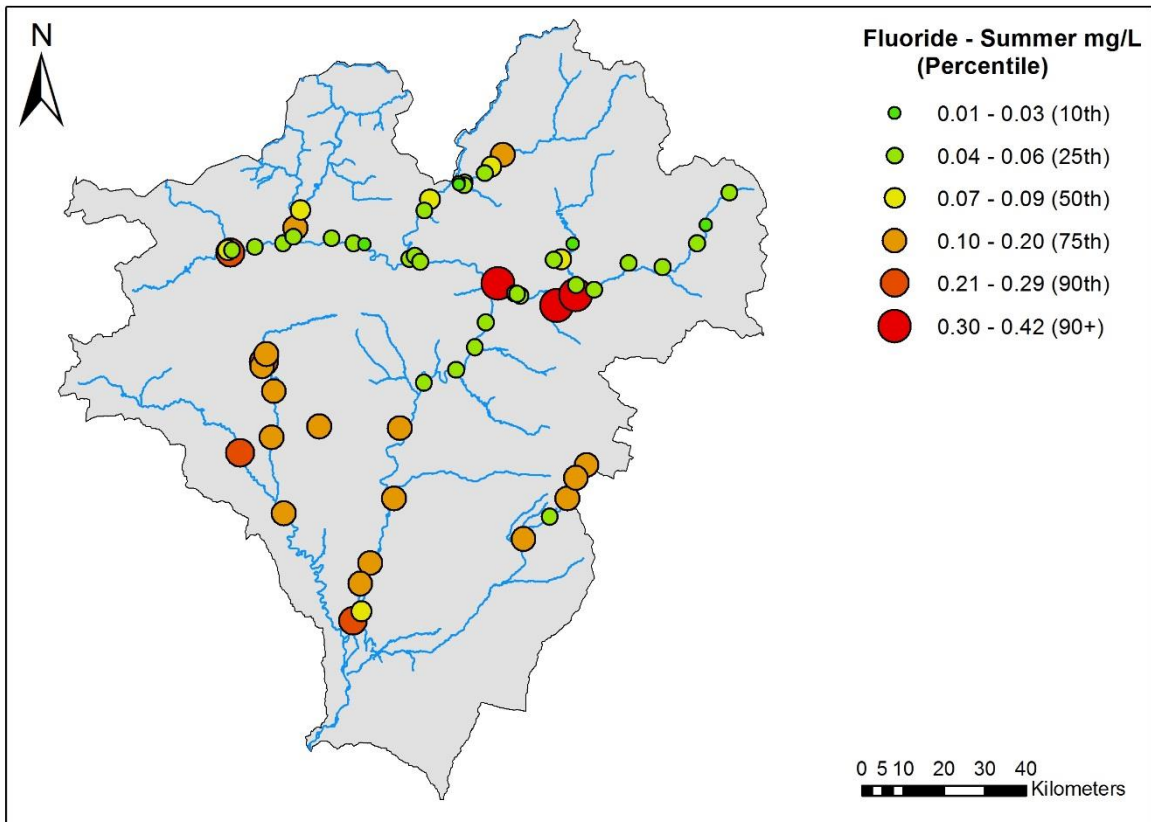 N
Fluoride - Summer mg/L
(Percentile)
0.01 - 0.03 (10th)
0.04 - 0.06 (25th)
0.07 - 0.09 (50th)
0.10 - 0.20 (75th)
0.21 - 0.29 (90th)
0.30 - 0.42 (90+)
0 5 10 20 30 40
Kilometers